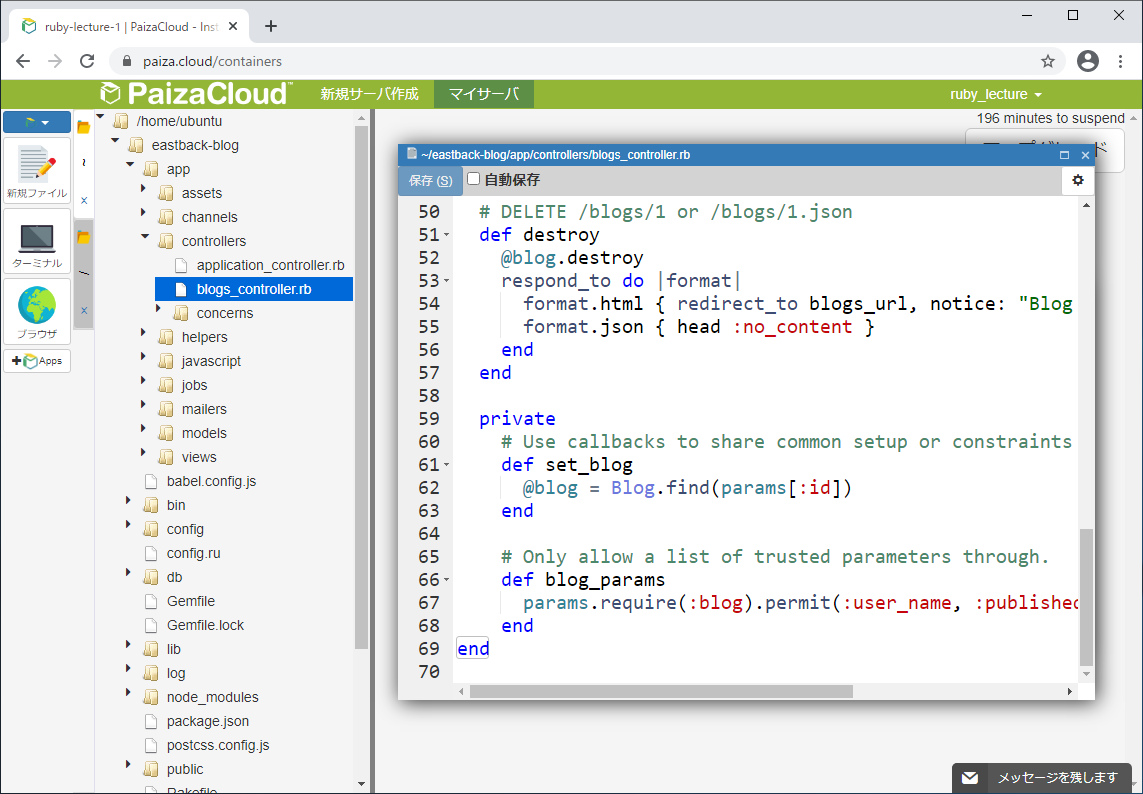 ruby-lecture-1 | PaizaCloud - Inst
paiza.cloud/containers
PaizaCloud™
新規サーバ作成
マイサーバ
ruby_lecture
196 minutes to suspend
新規ファイル
ターミナル
ブラウザ
+ Apps
~
x
/
x
/home/ubuntu
eastback-blog
app
assets
channels
controllers
application_controller.rb
blogs_controller.rb
concerns
helpers
javascript
jobs
mailers
models
views
babel.config.js
bin
config
config.ru
db
Gemfile
Gemfile.lock
lib
log
node_modules
package.json
postcss.config.js
public
Rakefile
~/eastback-blog/app/controllers/blogs_controller.rb
保存 (S)
自動保存
50 # DELETE /blogs/1 or /blogs/1.json
51 def destroy
52 @blog.destroy
53 respond_to do |format|
54 format.html { redirect_to blogs_url, notice: "Blog
55 format.json { head :no_content }
56 end
57 end
58
59 private
60 # Use callbacks to share common setup or constraints
61 def set_blog
62 @blog = Blog.find(params[:id])
63 end
64
65 # Only allow a list of trusted parameters through.
66 def blog_params
67 params.require(:blog).permit(:user_name, :published
68 end
69 end
70
メッセージを残します